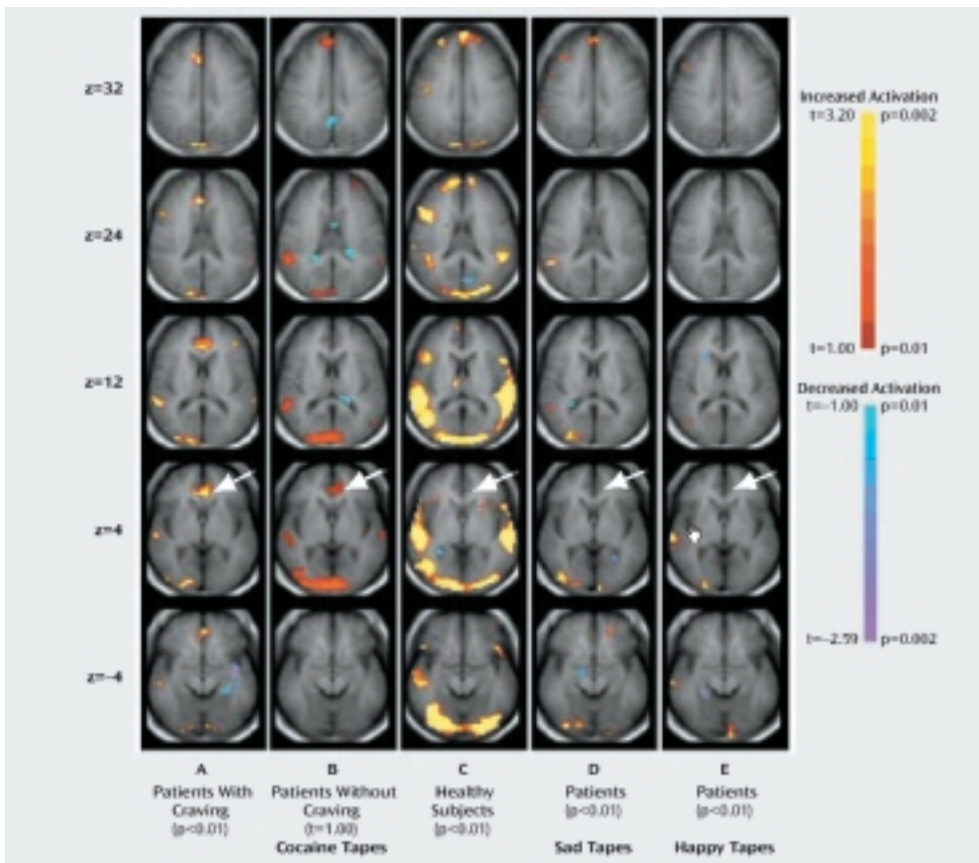 z=32
z=24
z=12
z=4
z=-4
Increased Activation
t=3.20 p=0.002
t=1.00 p=0.01
Decreased Activation
t=-1.00 p=0.01
t=-2.59 p=0.002
A
Patients With
Craving
(p<0.01)
B
Patients Without
Craving
(t=1.00)
C
Healthy
Subjects
(p<0.01)
D
Patients
(p<0.01)
E
Patients
(p<0.01)
Cocaine Tapes
Sad Tapes
Happy Tapes